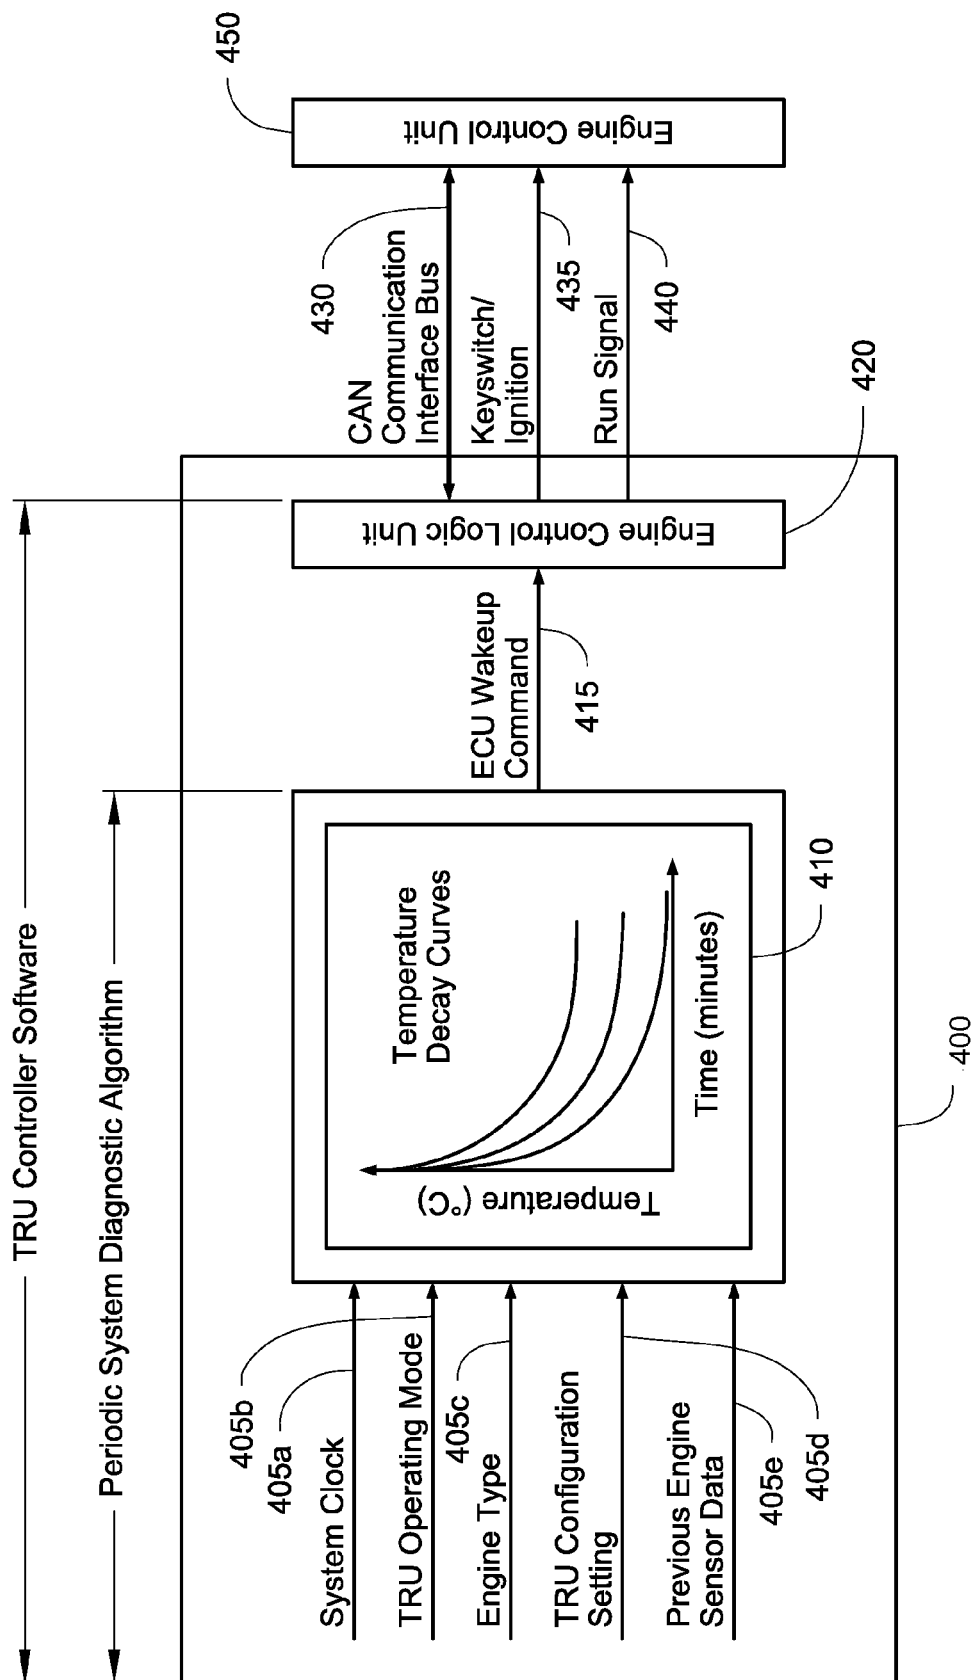 TRU Controller Software
Periodic System Diagnostic Algorithm
System Clock
405a
405b
TRU Operating Mode
Engine Type
405c
TRU Configuration
Setting
405d
Previous Engine
Sensor Data
405e
Temperature
Decay Curves
Temperature (°C)
Time (minutes)
410
ECU Wakeup
Command
415
Engine Control Logic Unit
420
CAN
Communication
Interface Bus
430
Keyswitch/
Ignition
435
Run Signal
440
Engine Control Unit
450
400